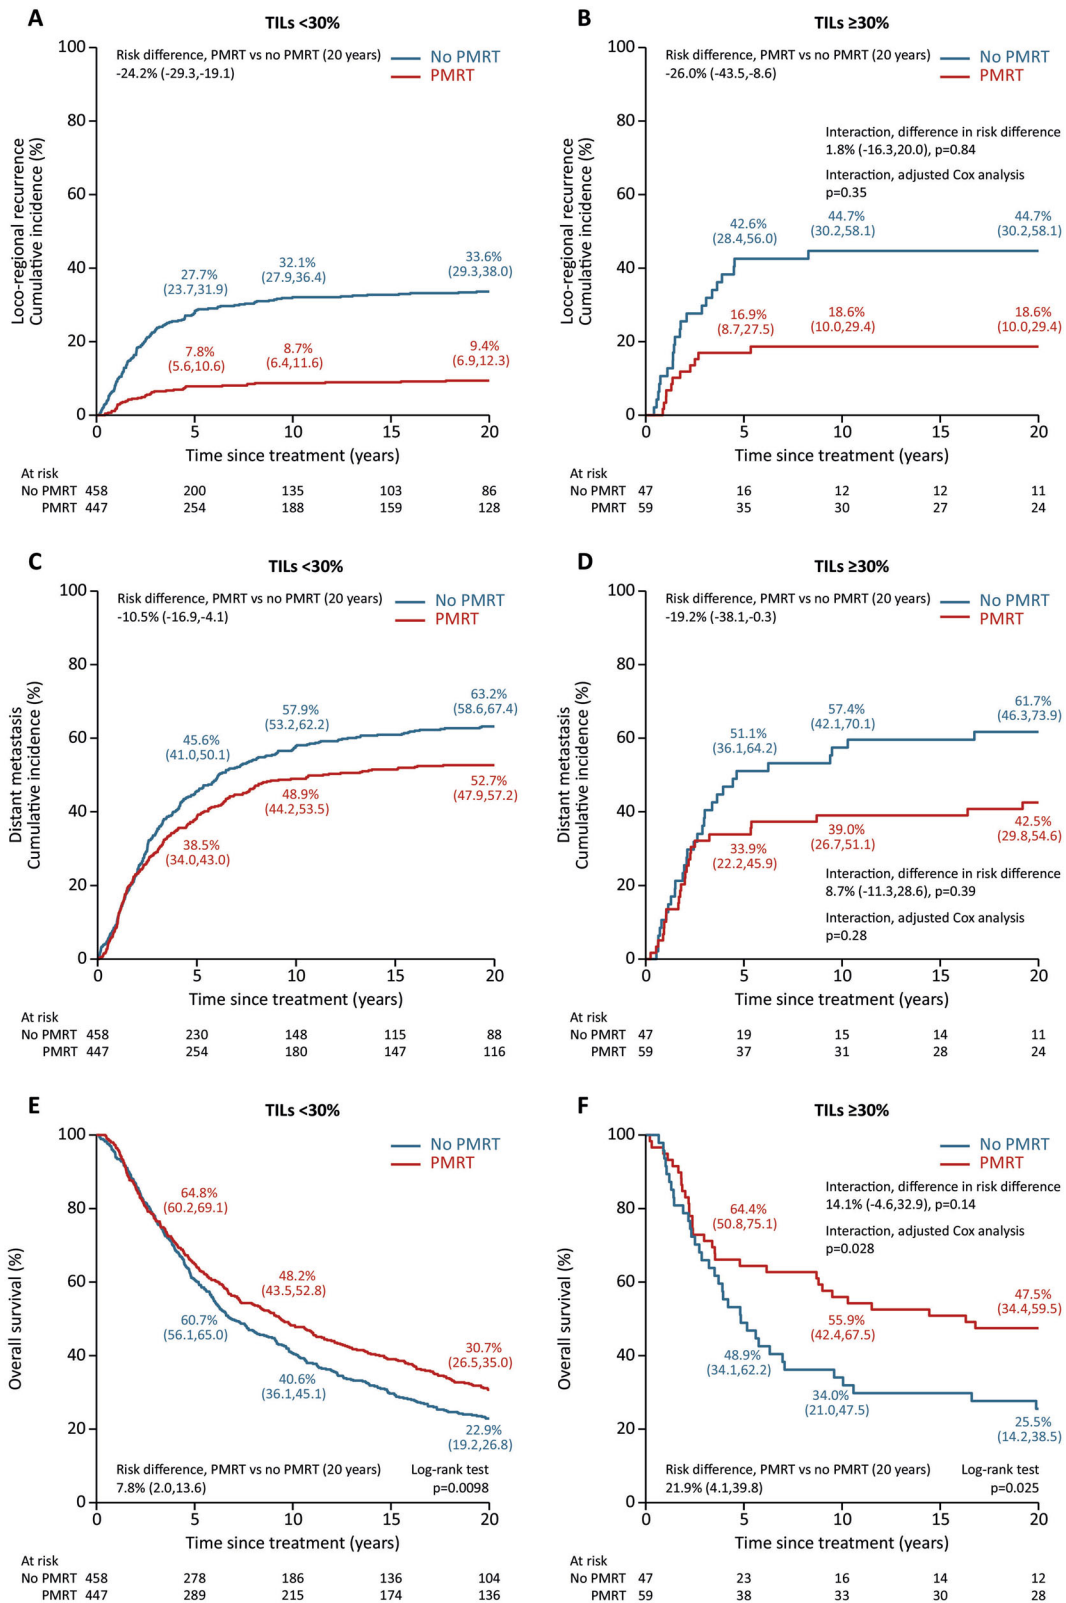 A
TILs <30%
Risk difference, PMRT vs no PMRT (20 years)
-24.2% (-29.3,-19.1)
No PMRT
PMRT
Loco-regional recurrence
Cumulative incidence (%)
100
80
60
40
20
0
27.7%
(23.7,31.9)
32.1%
(27.9,36.4)
33.6%
(29.3,38.0)
7.8%
(5.6,10.6)
8.7%
(6.4,11.6)
9.4%
(6.9,12.3)
0 5 10 15 20
Time since treatment (years)
At risk
No PMRT 458 200 135 103 86
PMRT 447 254 188 159 128
B
TILs ≥30%
Risk difference, PMRT vs no PMRT (20 years)
-26.0% (-43.5,-8.6)
No PMRT
PMRT
Interaction, difference in risk difference
1.8% (-16.3,20.0), p=0.84
Interaction, adjusted Cox analysis
p=0.35
Loco-regional recurrence
Cumulative incidence (%)
100
80
60
40
20
0
42.6%
(28.4,56.0)
44.7%
(30.2,58.1)
44.7%
(30.2,58.1)
16.9%
(8.7,27.5)
18.6%
(10.0,29.4)
18.6%
(10.0,29.4)
0 5 10 15 20
Time since treatment (years)
At risk
No PMRT 47 16 12 12 11
PMRT 59 35 30 27 24
C
TILs <30%
Risk difference, PMRT vs no PMRT (20 years)
-10.5% (-16.9,-4.1)
No PMRT
PMRT
Distant metastasis
Cumulative incidence (%)
100
80
60
40
20
0
45.6%
(41.0,50.1)
57.9%
(53.2,62.2)
63.2%
(58.6,67.4)
38.5%
(34.0,43.0)
48.9%
(44.2,53.5)
52.7%
(47.9,57.2)
0 5 10 15 20
Time since treatment (years)
At risk
No PMRT 458 230 148 115 88
PMRT 447 254 180 147 116
D
TILs ≥30%
Risk difference, PMRT vs no PMRT (20 years)
-19.2% (-38.1,-0.3)
No PMRT
PMRT
Distant metastasis
Cumulative incidence (%)
100
80
60
40
20
0
51.1%
(36.1,64.2)
57.4%
(42.1,70.1)
61.7%
(46.3,73.9)
33.9%
(22.2,45.9)
39.0%
(26.7,51.1)
42.5%
(29.8,54.6)
Interaction, difference in risk difference
8.7% (-11.3,28.6), p=0.39
Interaction, adjusted Cox analysis
p=0.28
0 5 10 15 20
Time since treatment (years)
At risk
No PMRT 47 19 15 14 11
PMRT 59 37 31 28 24
E
TILs <30%
No PMRT
PMRT
Overall survival (%)
100
80
60
40
20
0
64.8%
(60.2,69.1)
48.2%
(43.5,52.8)
30.7%
(26.5,35.0)
60.7%
(56.1,65.0)
40.6%
(36.1,45.1)
22.9%
(19.2,26.8)
Risk difference, PMRT vs no PMRT (20 years)
7.8% (2.0,13.6)
Log-rank test
p=0.0098
0 5 10 15 20
Time since treatment (years)
At risk
No PMRT 458 278 186 136 104
PMRT 447 289 215 174 136
F
TILs ≥30%
No PMRT
PMRT
Interaction, difference in risk difference
14.1% (-4.6,32.9), p=0.14
Interaction, adjusted Cox analysis
p=0.028
Overall survival (%)
100
80
60
40
20
0
64.4%
(50.8,75.1)
55.9%
(42.4,67.5)
47.5%
(34.4,59.5)
48.9%
(34.1,62.2)
34.0%
(21.0,47.5)
25.5%
(14.2,38.5)
Risk difference, PMRT vs no PMRT (20 years)
21.9% (4.1,39.8)
Log-rank test
p=0.025
0 5 10 15 20
Time since treatment (years)
At risk
No PMRT 47 23 16 14 12
PMRT 59 38 33 30 28